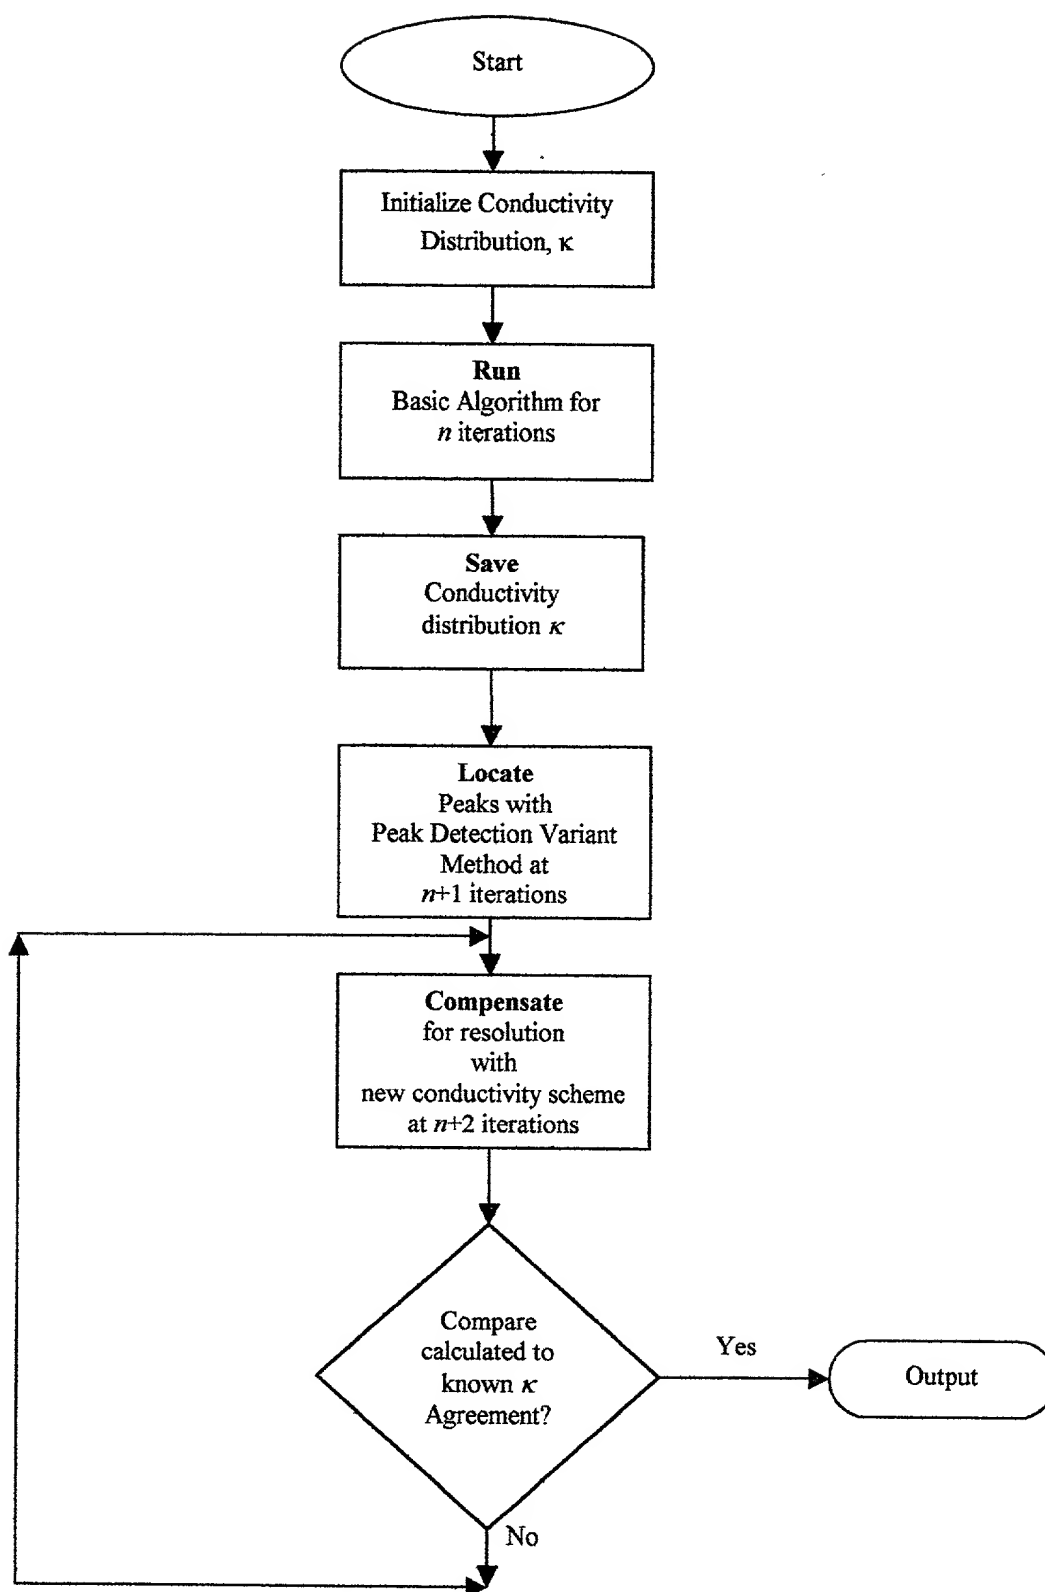 Start
Initialize Conductivity
Distribution, κ
Run
Basic Algorithm for
n iterations
Save
Conductivity
distribution κ
Locate
Peaks with
Peak Detection Variant
Method at
n+1 iterations
Compensate
for resolution
with
new conductivity scheme
at n+2 iterations
Compare
calculated to
known κ
Agreement?
Yes
Output
No